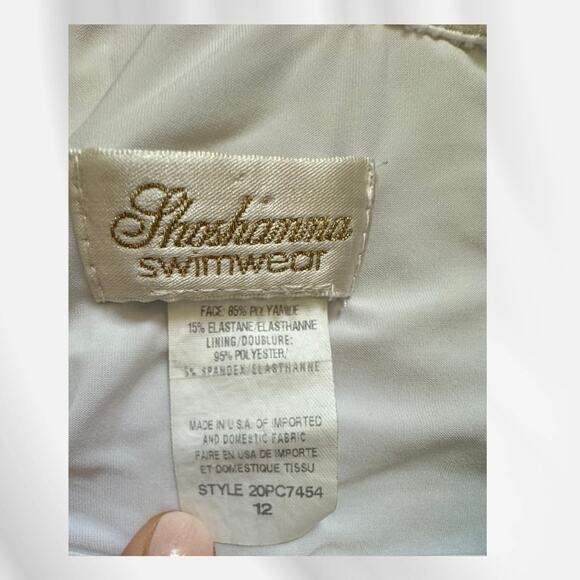 Shoshanna
swimwear
FACE: 85% POLYAMIDE
15% ELASTANE/ELASTHANNE
LINING/DOUBLURE:
95% POLYESTER/
5% SPANDEX/ELASTHANNE
MADE IN U.S.A. OF IMPORTED
AND DOMESTIC FABRIC
FAIRE EN USA DE IMPORTE
ET DOMESTIQUE TISSU
STYLE 20PC7454
12